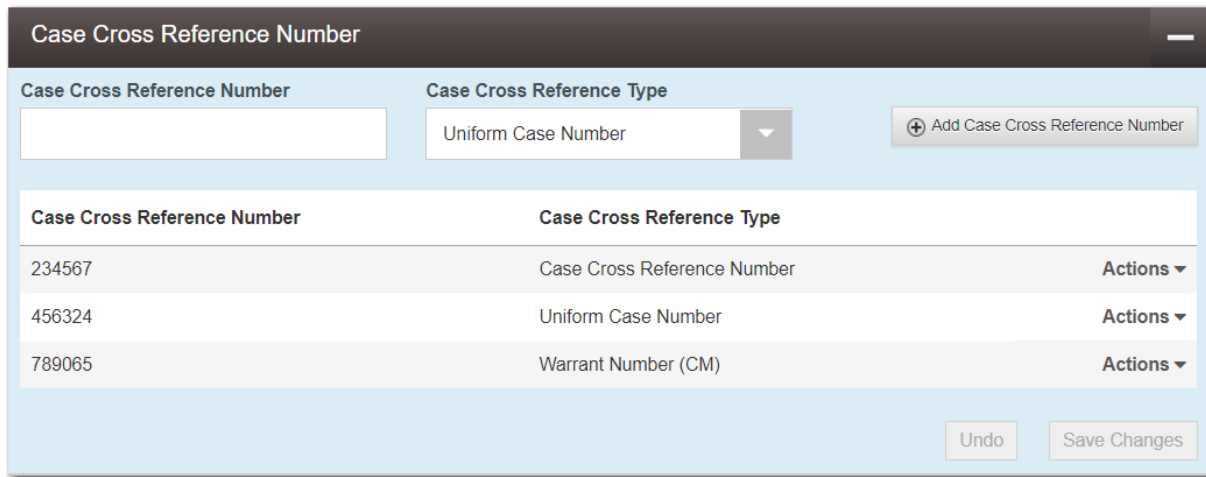 Case Cross Reference Number
Case Cross Reference Number Case Cross Reference Type
Uniform Case Number Add Case Cross Reference Number
Case Cross Reference Number Case Cross Reference Type
234567 Case Cross Reference Number Actions
456324 Uniform Case Number Actions
789065 Warrant Number (CM) Actions
Undo Save Changes